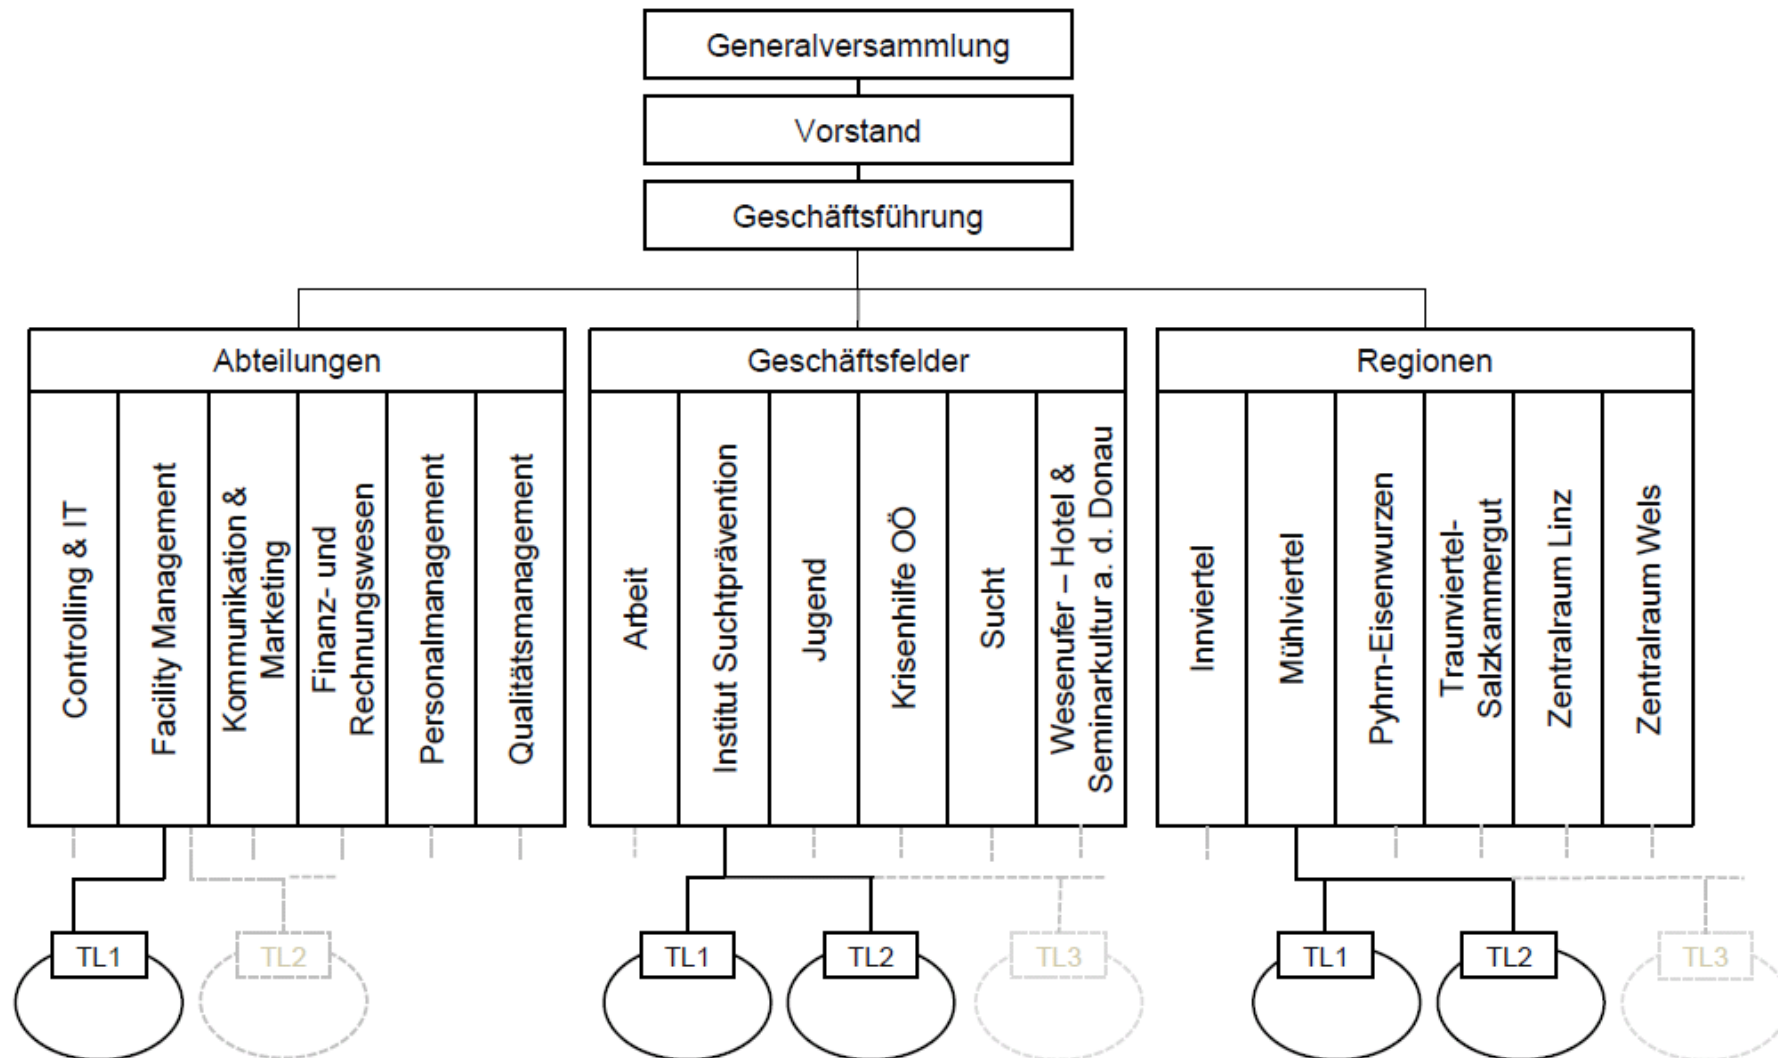 Generalversammlung
Vorstand
Geschäftsführung
Abteilungen
Geschäftsfelder
Regionen
Controlling & IT
Facility Management
Kommunikation &
Marketing
Finanz- und
Rechnungswesen
Personalmanagement
Qualitätsmanagement
Arbeit
Institut Suchtprävention
Jugend
Krisenhilfe OÖ
Sucht
Wesenufer – Hotel &
Seminarkultur a. d. Donau
Innviertel
Mühlviertel
Pyhrn-Eisenwurzen
Traunviertel-
Salzkammergut
Zentralraum Linz
Zentralraum Wels
TL1
TL2
TL1
TL2
TL3
TL1
TL2
TL3